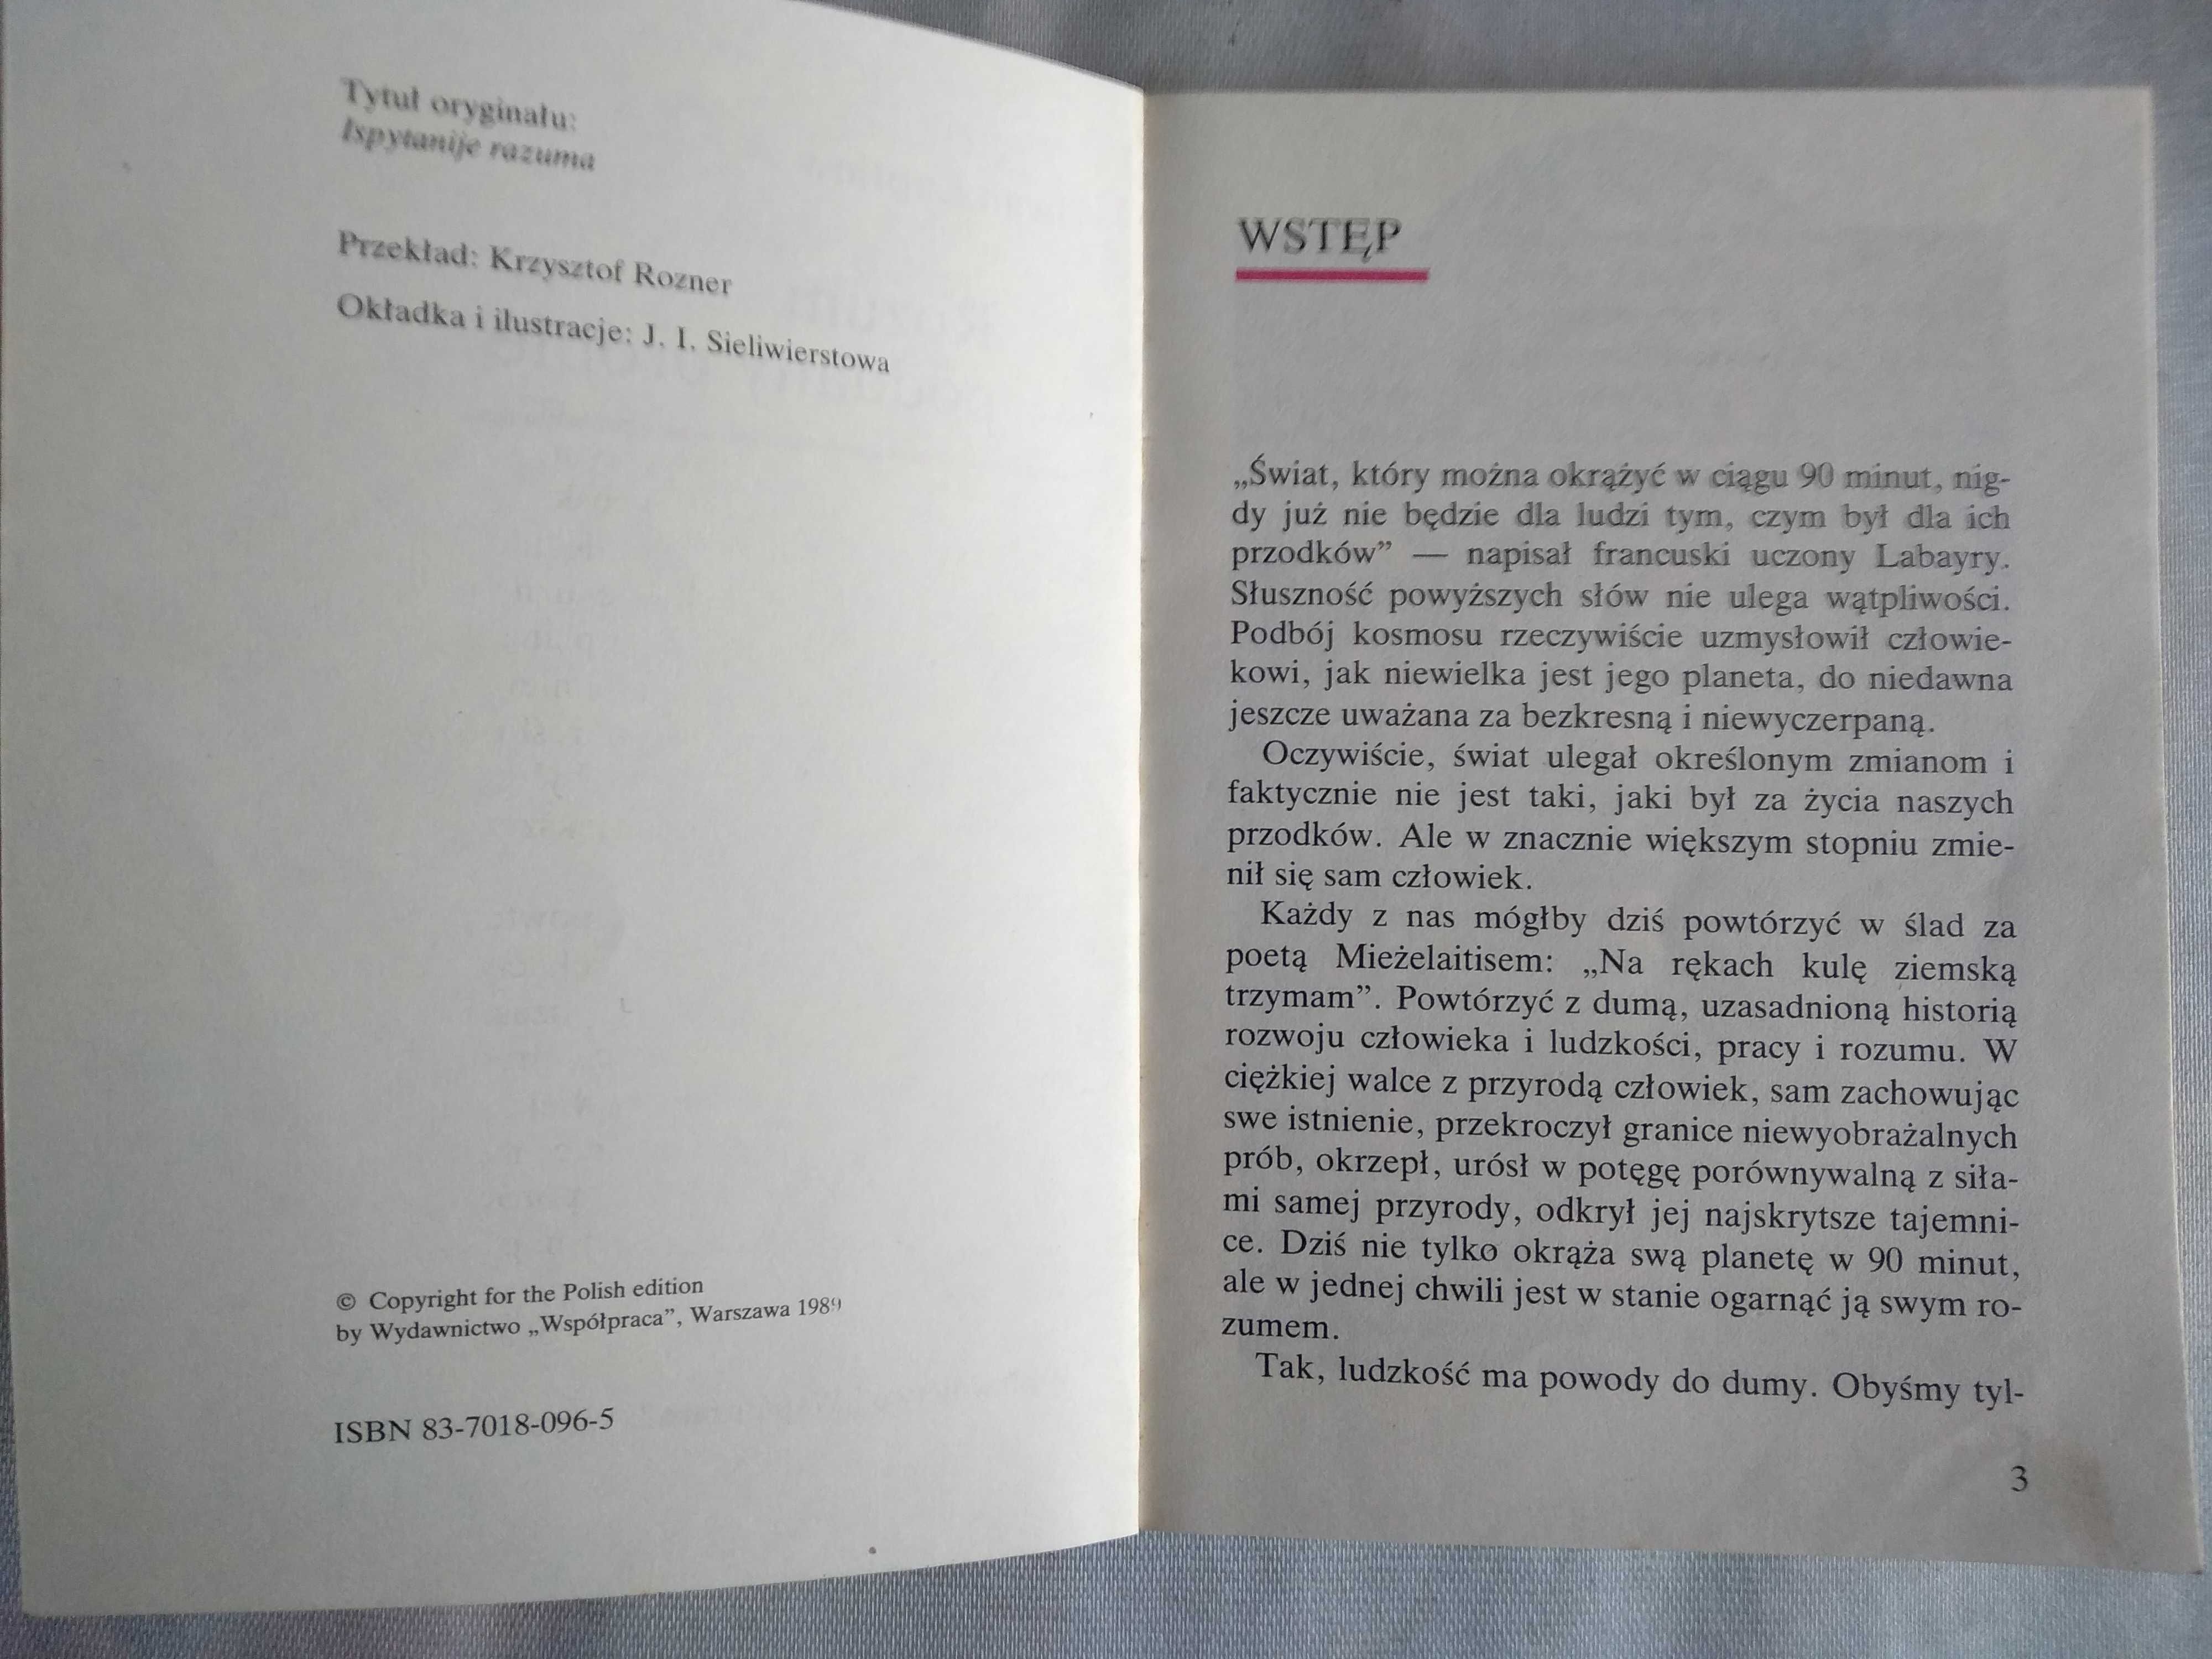 Tytuł oryginału:
Ispytanije razuma
Przekład: Krzysztof Rozner
Okładka i ilustracje: J. I. Sieliwierstowa
© Copyright for the Polish edition
by Wydawnictwo „Współpraca”, Warszawa 1989
ISBN 83-7018-096-5
WSTĘP
„Świat, który można okrążyć w ciągu 90 minut, nig-
dy już nie będzie dla ludzi tym, czym był dla ich
przodków” — napisał francuski uczony Labayry.
Słuszność powyższych słów nie ulega wątpliwości.
Podbój kosmosu rzeczywiście uzmysłowił człowie-
kowi, jak niewielka jest jego planeta, do niedawna
jeszcze uważana za bezkresną i niewyczerpaną.
Oczywiście, świat ulegał określonym zmianom i
faktycznie nie jest taki, jaki był za życia naszych
przodków. Ale w znacznie większym stopniu zmie-
nił się sam człowiek.
Każdy z nas mógłby dziś powtórzyć w ślad za
poetą Mieżelaitisem: „Na rękach kulę ziemską
trzymam”. Powtórzyć z dumą, uzasadnioną historią
rozwoju człowieka i ludzkości, pracy i rozumu. W
ciężkiej walce z przyrodą człowiek, sam zachowując
swe istnienie, przekroczył granice niewyobrażalnych
prób, okrzepł, urósł w potęgę porównywalną z siła-
mi samej przyrody, odkrył jej najskrytsze tajemni-
ce. Dziś nie tylko okrąża swą planetę w 90 minut,
ale w jednej chwili jest w stanie ogarnąć ją swym ro-
zumem.
Tak, ludzkość ma powody do dumy. Obyśmy tyl-
3